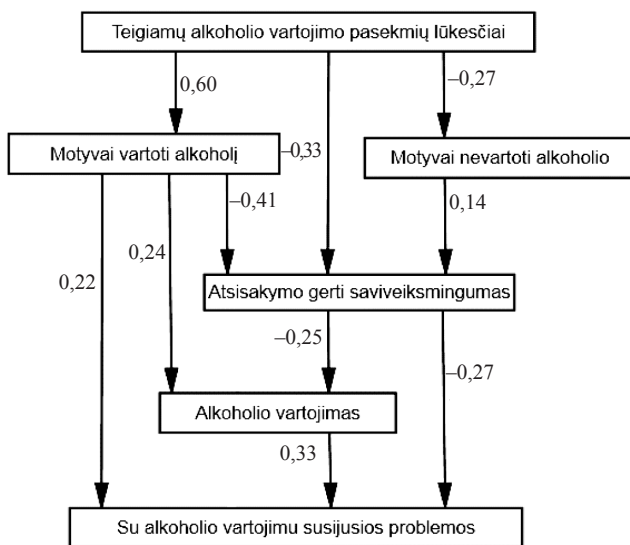 Teigiamų alkoholio vartojimo pasekmių lūkesčiai
0,60
–0,27
Motyvai vartoti alkoholį
–0,33
Motyvai nevartoti alkoholio
–0,41
0,14
0,24
0,22
Atsisakymo gerti saviveiksmingumas
–0,25
–0,27
Alkoholio vartojimas
0,33
Su alkoholio vartojimu susijusios problemos